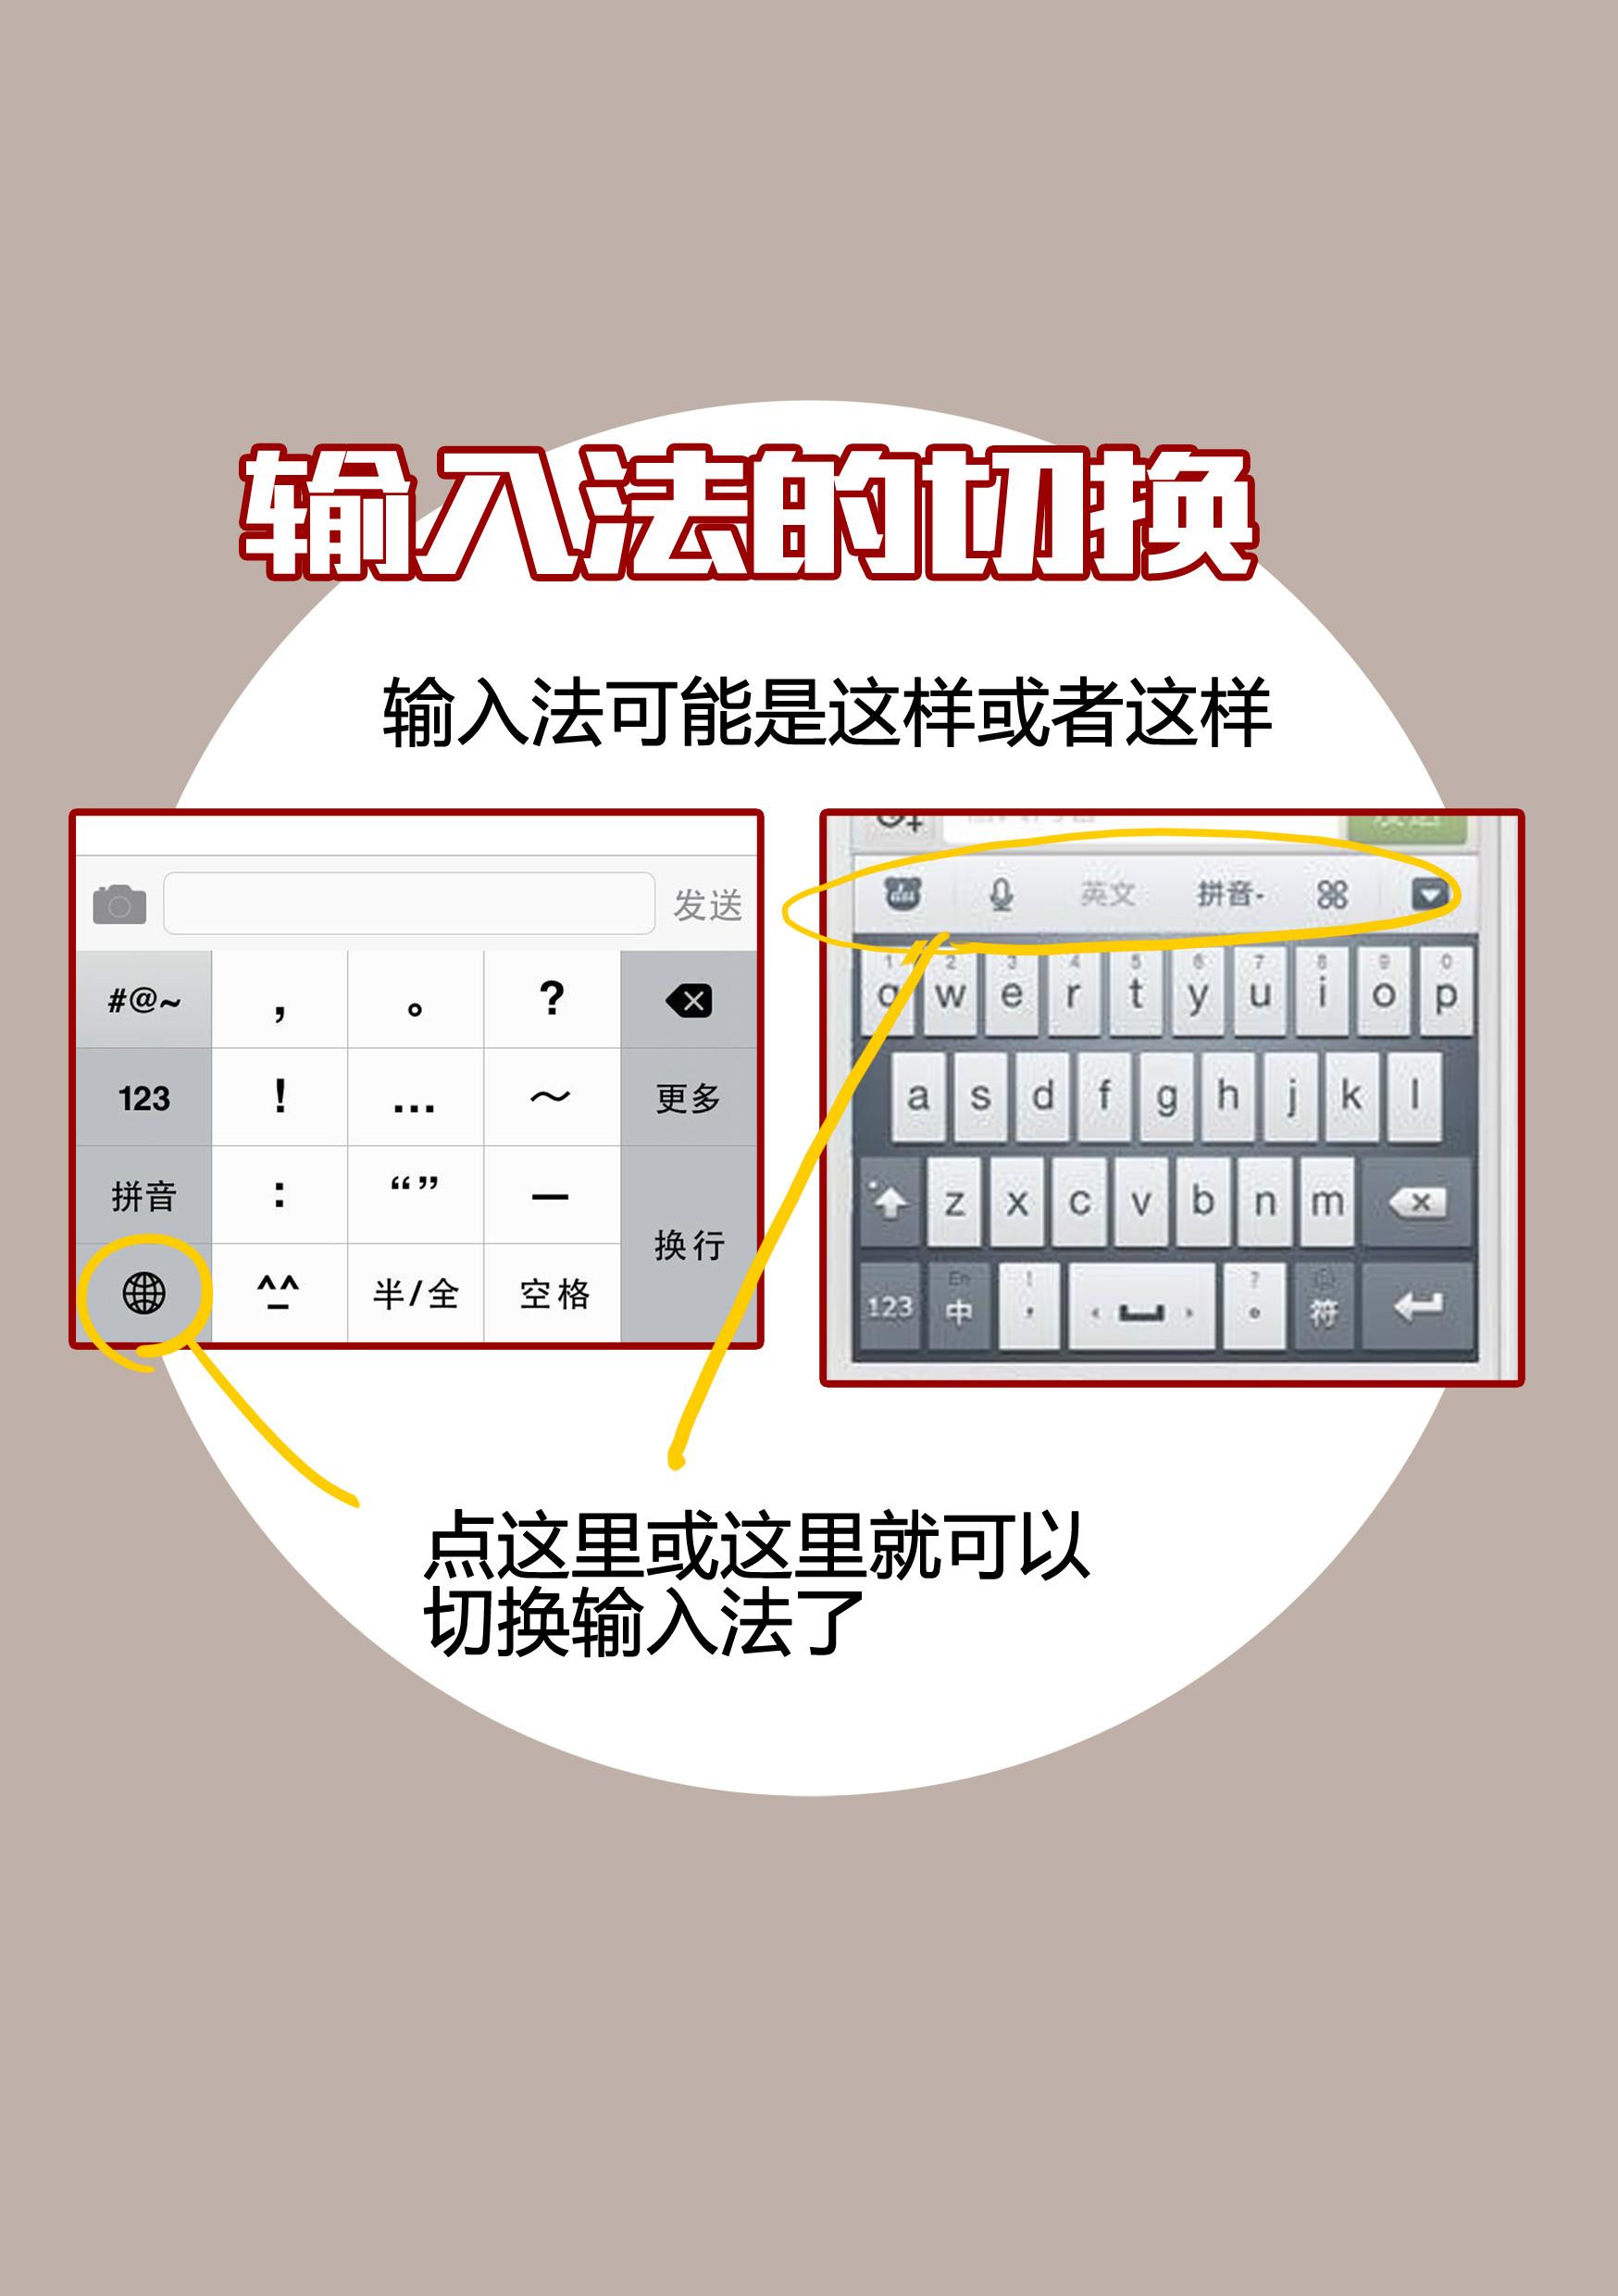 输入法的切换
输入法可能是这样或者这样
发送
#@~ , 。 ?
123 ! … ～ 更多
拼音 : “” —
换行
^_^ 半/全 空格
英文 拼音
1 2 3 4 5 6 7 8 9 0
q w e r t y u i o p
a s d f g h j k l
z x c v b n m
En ! ?
123 中 , 。 符
点这里或这里就可以
切换输入法了